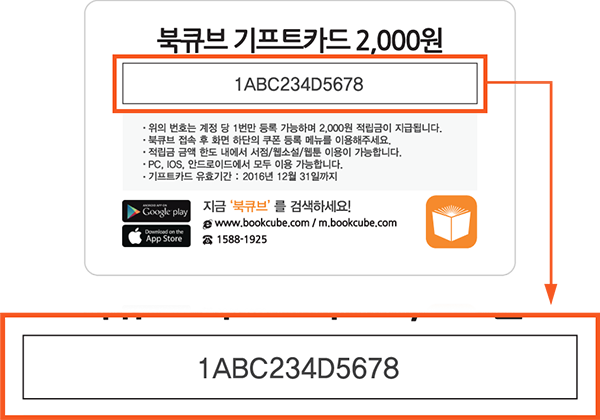 북큐브 기프트카드 2,000원
1ABC234D5678
· 위의 번호는 계정 당 1번만 등록 가능하며 2,000원 적립금이 지급됩니다.
· 북큐브 접속 후 화면 하단의 쿠폰 등록 메뉴를 이용해주세요.
· 적립금 금액 한도 내에서 서점/웹소설/웹툰 이용이 가능합니다.
· PC, IOS, 안드로이드에서 모두 이용 가능합니다.
· 기프트카드 유효기간 : 2016년 12월 31일까지
ANDROID APP ON
Google play
Download on the
App Store
지금 '북큐브' 를 검색하세요!
www.bookcube.com / m.bookcube.com
1588-1925
1ABC234D5678